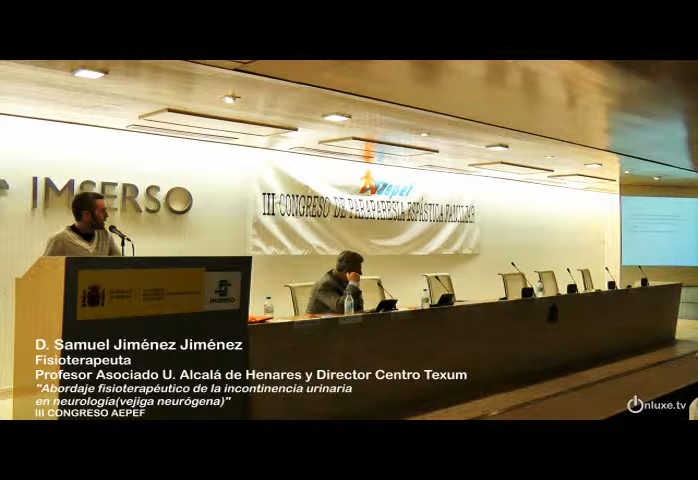 IMSERSO
aepef
III CONGRESO DE PARAPARESIA ESPÁSTICA FAMILIAR
IMSERSO
D. Samuel Jiménez Jiménez
Fisioterapeuta
Profesor Asociado U. Alcalá de Henares y Director Centro Texum
"Abordaje fisioterapéutico de la incontinencia urinaria
en neurología(vejiga neurógena)"
III CONGRESO AEPEF
onluxe.tv